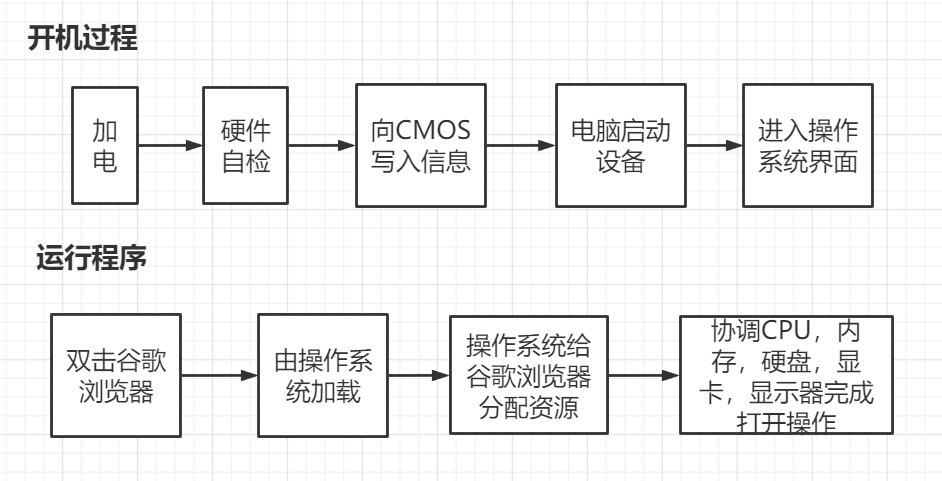 开机过程
加
电
硬件
自检
向CMOS
写入信息
电脑启动
设备
进入操作
系统界面
运行程序
双击谷歌
浏览器
由操作系
统加载
操作系统给
谷歌浏览器
分配资源
协调CPU，内
存，硬盘，显
卡，显示器完成
打开操作